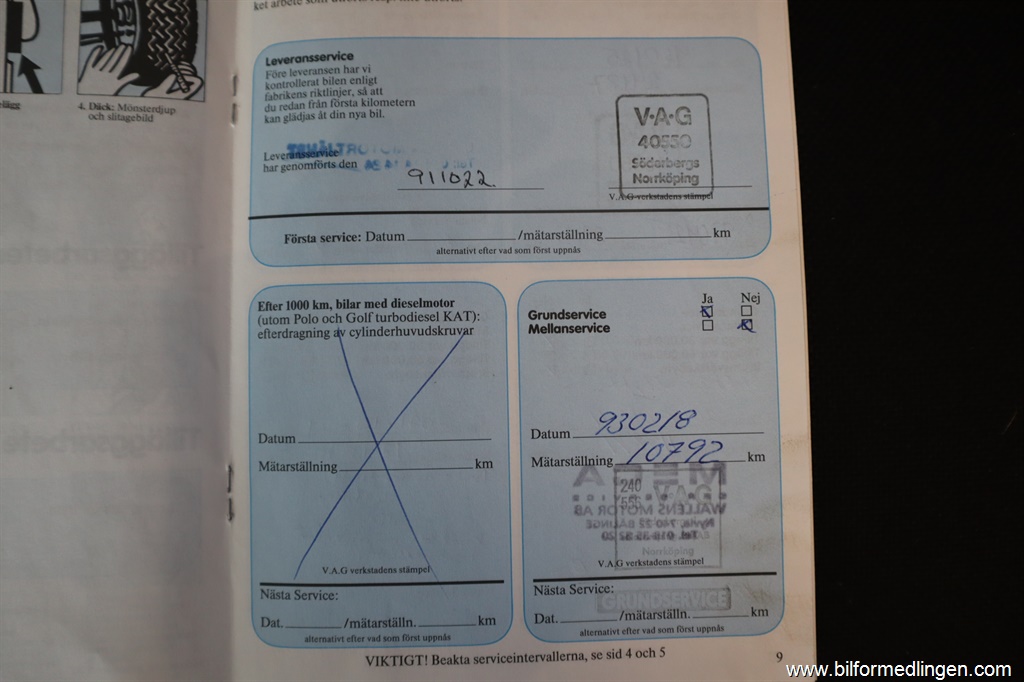 ket arbete som
elägg
4. Däck: Mönsterdjup
och slitagebild
Leveransservice
Före leveransen har vi
kontrollerat bilen enligt
fabrikens riktlinjer, så att
du redan från första kilometern
kan glädjas åt din nya bil.
Leveransservice
har genomförts den
911022.
V·A·G
40550
Söderbergs
Norrköping
V.A.G verkstadens stämpel
Första service: Datum /mätarställning km
alternativt efter vad som först uppnås
Efter 1000 km, bilar med dieselmotor
(utom Polo och Golf turbodiesel KAT):
efterdragning av cylinderhuvudskruvar
Datum
Mätarställning km
V.A.G verkstadens stämpel
Nästa Service:
Dat. /mätarställn. km
alternativt efter vad som först uppnås
Ja Nej
Grundservice
Mellanservice
Datum 930218
Mätarställning 10792 km
240
V·A·G
Norrköping
V.A.G verkstadens stämpel
Nästa Service:
GRUNDSERVICE
Dat. /mätarställn. km
alternativt efter vad som först uppnås
VIKTIGT! Beakta serviceintervallerna, se sid 4 och 5
9
www.bilformedlingen.com